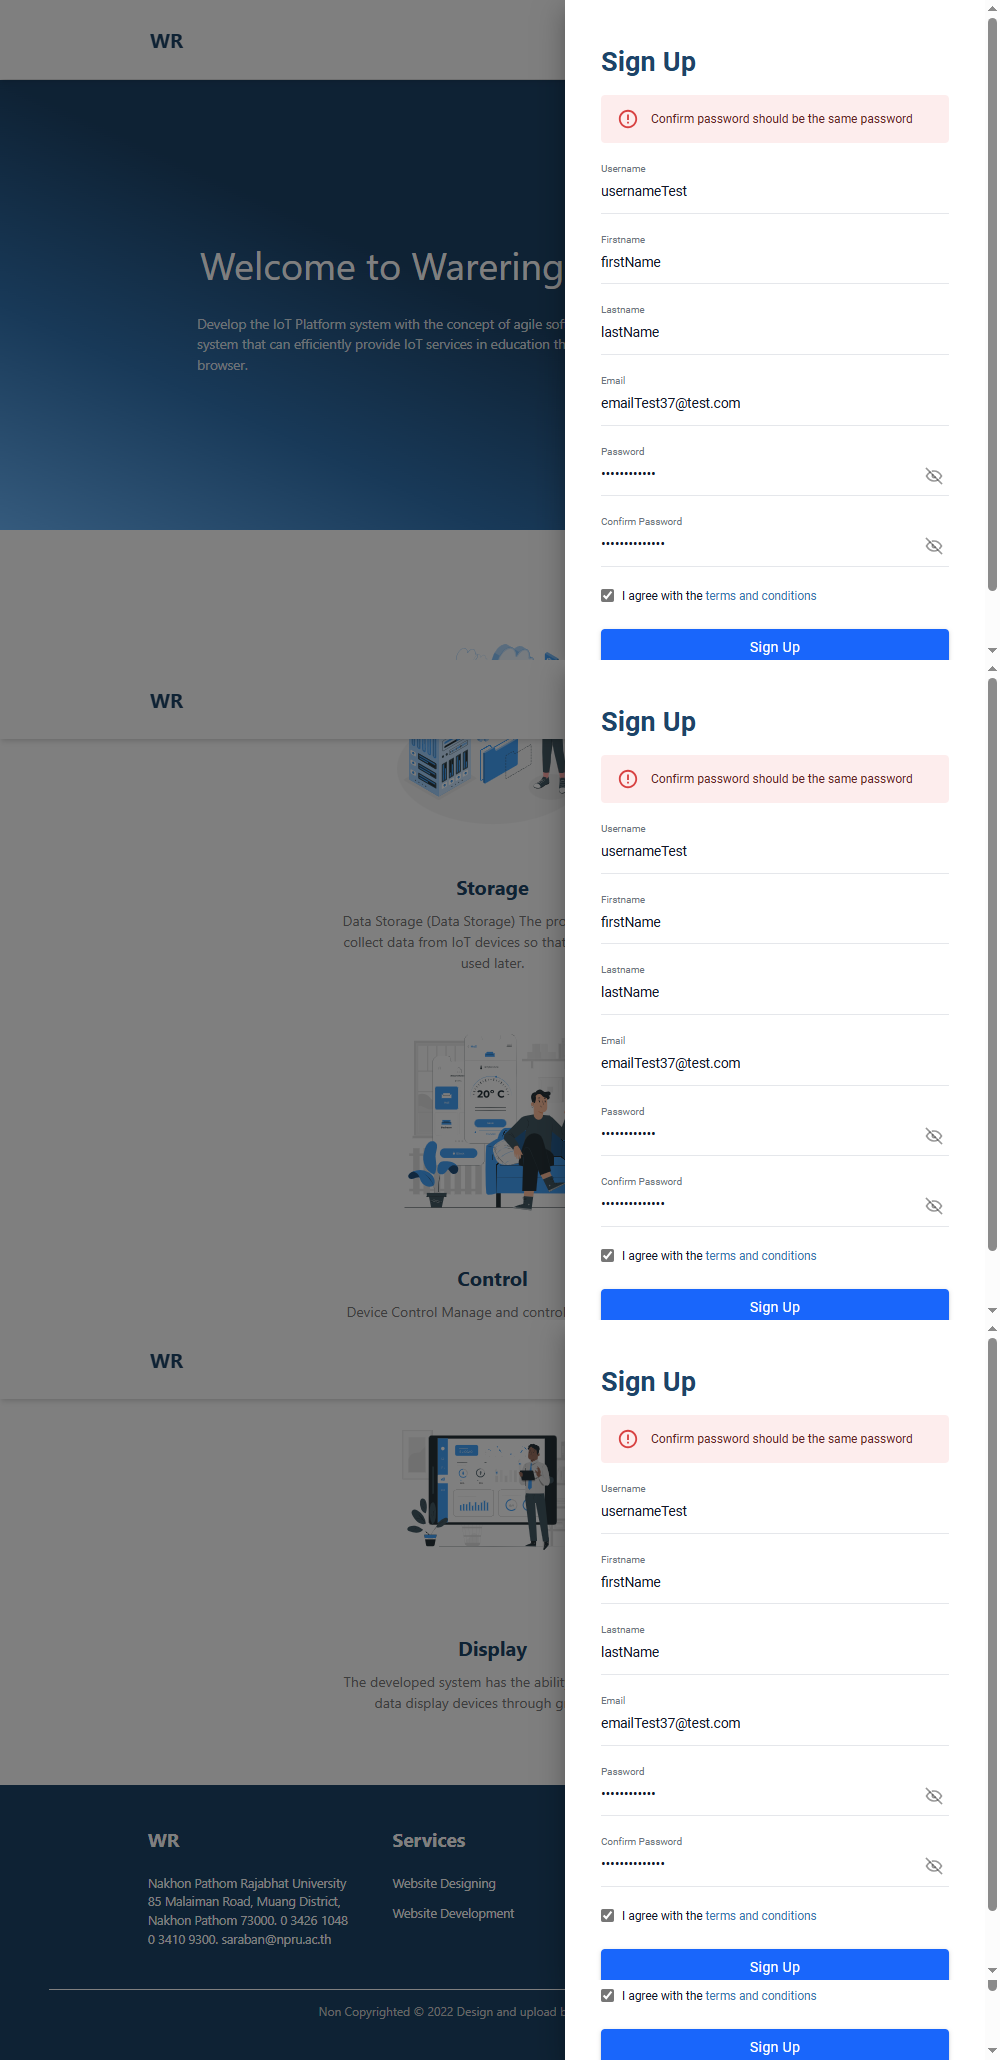 WR
Welcome to Warering
Develop the IoT Platform system with the concept of agile sof
system that can efficiently provide IoT services in education th
browser.
Sign Up
Confirm password should be the same password
Username
usernameTest
Firstname
firstName
Lastname
lastName
Email
emailTest37@test.com
Password
••••••••••••
Confirm Password
••••••••••••••
I agree with the terms and conditions
Sign Up
WR
Storage
Data Storage (Data Storage) The pro
collect data from IoT devices so that
used later.
20° C
Control
Device Control Manage and control
Sign Up
Confirm password should be the same password
Username
usernameTest
Firstname
firstName
Lastname
lastName
Email
emailTest37@test.com
Password
••••••••••••
Confirm Password
••••••••••••••
I agree with the terms and conditions
Sign Up
WR
Display
The developed system has the abilit
data display devices through g
WR
Nakhon Pathom Rajabhat University
85 Malaiman Road, Muang District,
Nakhon Pathom 73000. 0 3426 1048
0 3410 9300. saraban@npru.ac.th
Services
Website Designing
Website Development
Non Copyrighted © 2022 Design and upload b
Sign Up
Confirm password should be the same password
Username
usernameTest
Firstname
firstName
Lastname
lastName
Email
emailTest37@test.com
Password
••••••••••••
Confirm Password
••••••••••••••
I agree with the terms and conditions
Sign Up
I agree with the terms and conditions
Sign Up